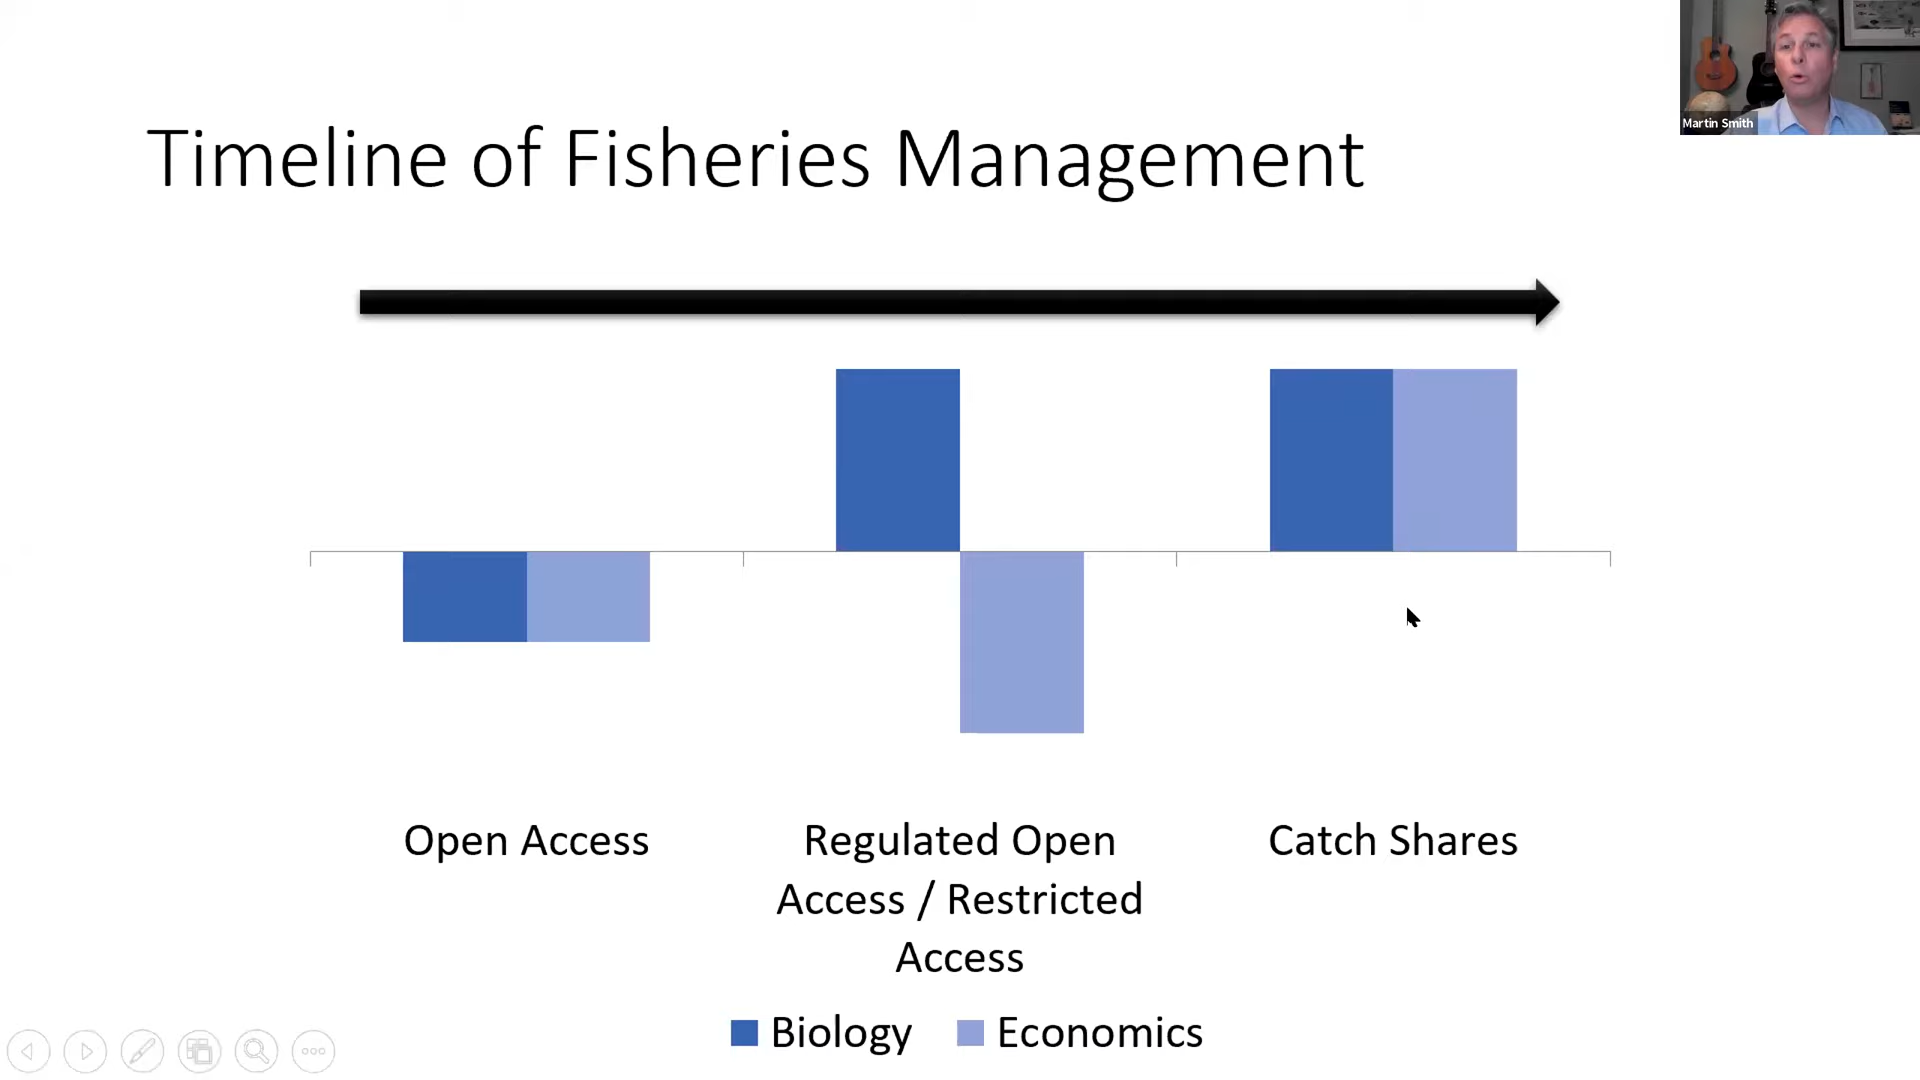 Martin Smith
Timeline of Fisheries Management
Open Access
Regulated Open
Access / Restricted
Access
Catch Shares
Biology
Economics